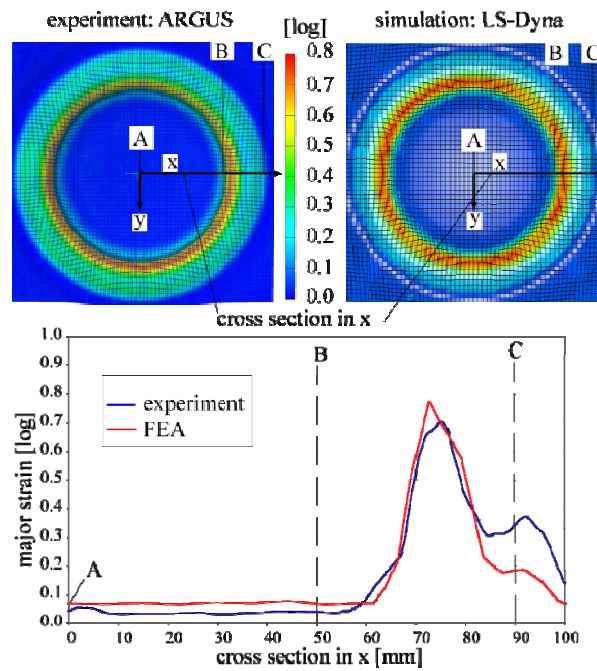 experiment: ARGUS
[log]
simulation: LS-Dyna
B
C
0.8
0.7
0.6
0.5
0.4
0.3
0.2
0.1
0.0
A
x
y
B
C
A
x
y
cross section in x
1.0
0.9
0.8
0.7
0.6
0.5
0.4
0.3
0.2
0.1
0.0
major strain [log]
experiment
FEA
A
B
C
0
10
20
30
40
50
60
70
80
90
100
cross section in x [mm]